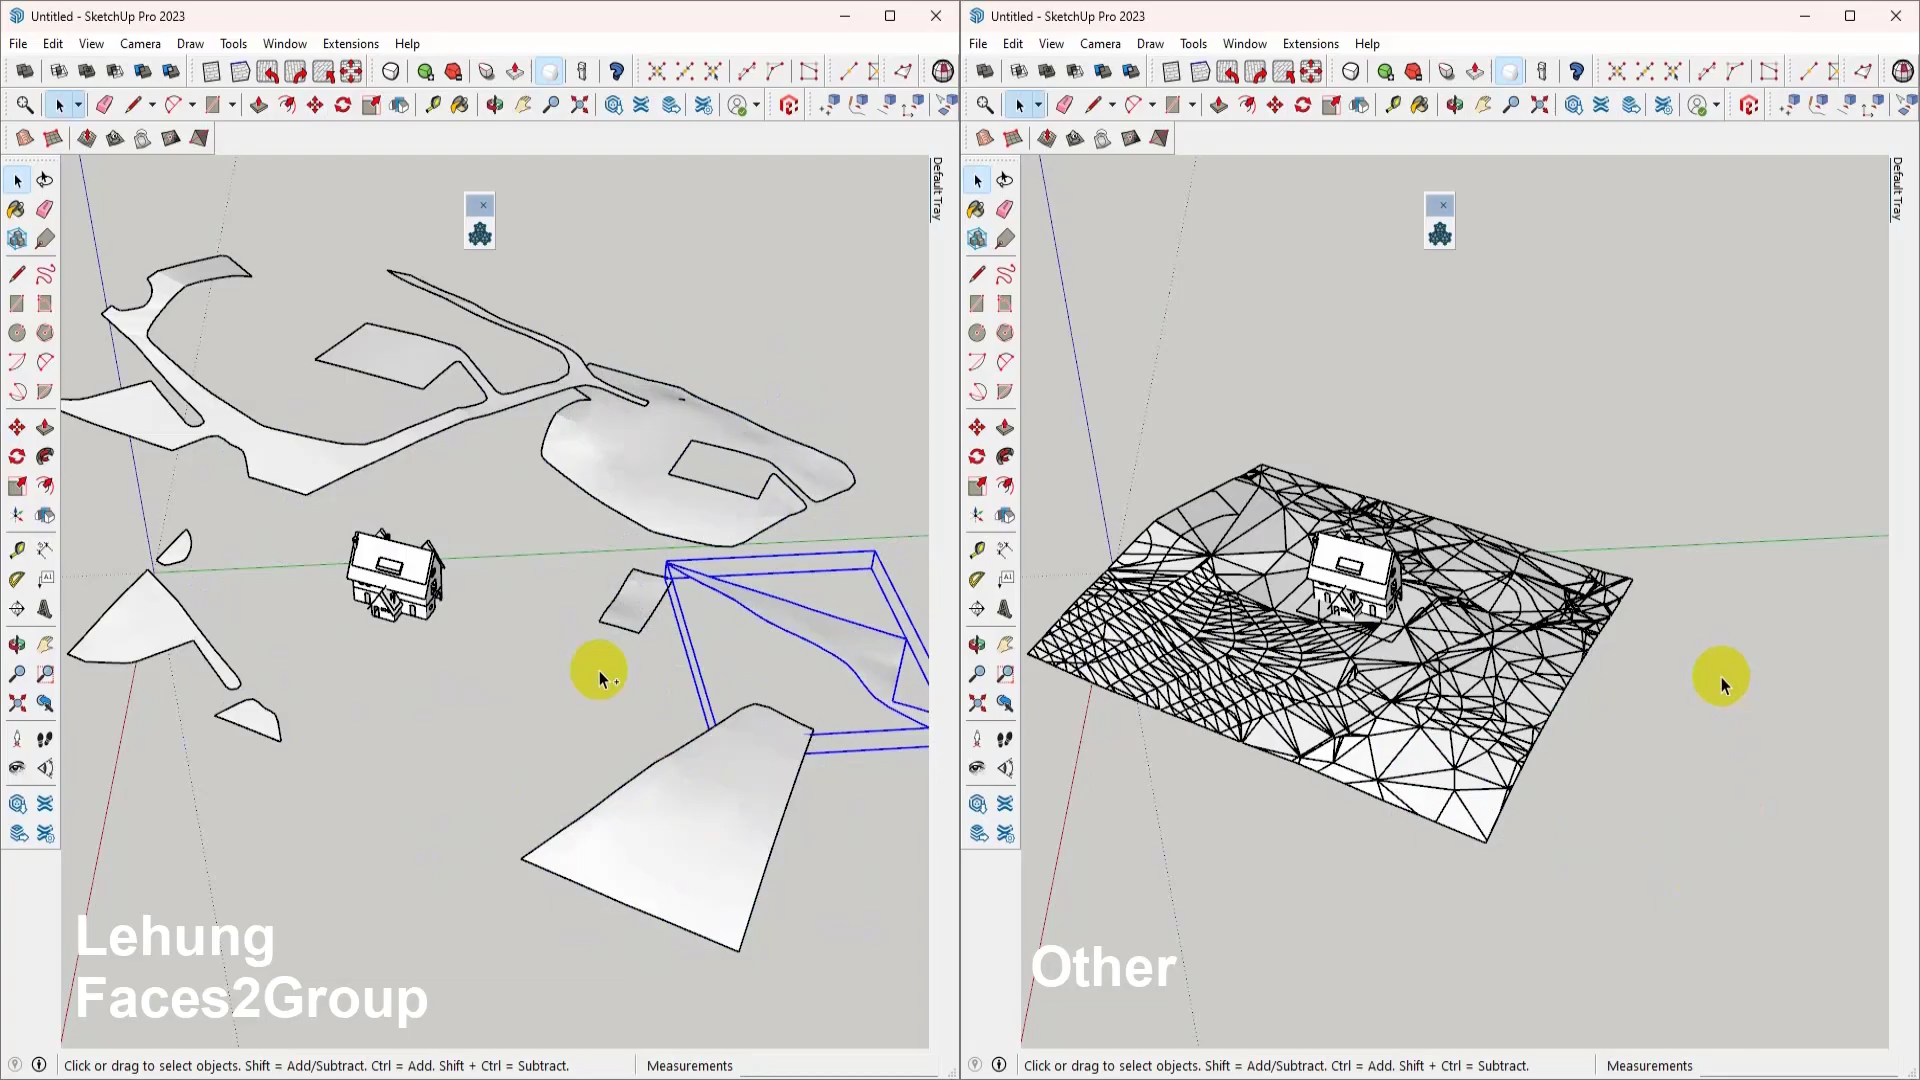 Untitled - SketchUp Pro 2023
File Edit View Camera Draw Tools Window Extensions Help
Default Tray
Lehung
Faces2Group
Click or drag to select objects. Shift = Add/Subtract. Ctrl = Add. Shift + Ctrl = Subtract.
Measurements
Untitled - SketchUp Pro 2023
File Edit View Camera Draw Tools Window Extensions Help
Default Tray
Other
Click or drag to select objects. Shift = Add/Subtract. Ctrl = Add. Shift + Ctrl = Subtract.
Measurements